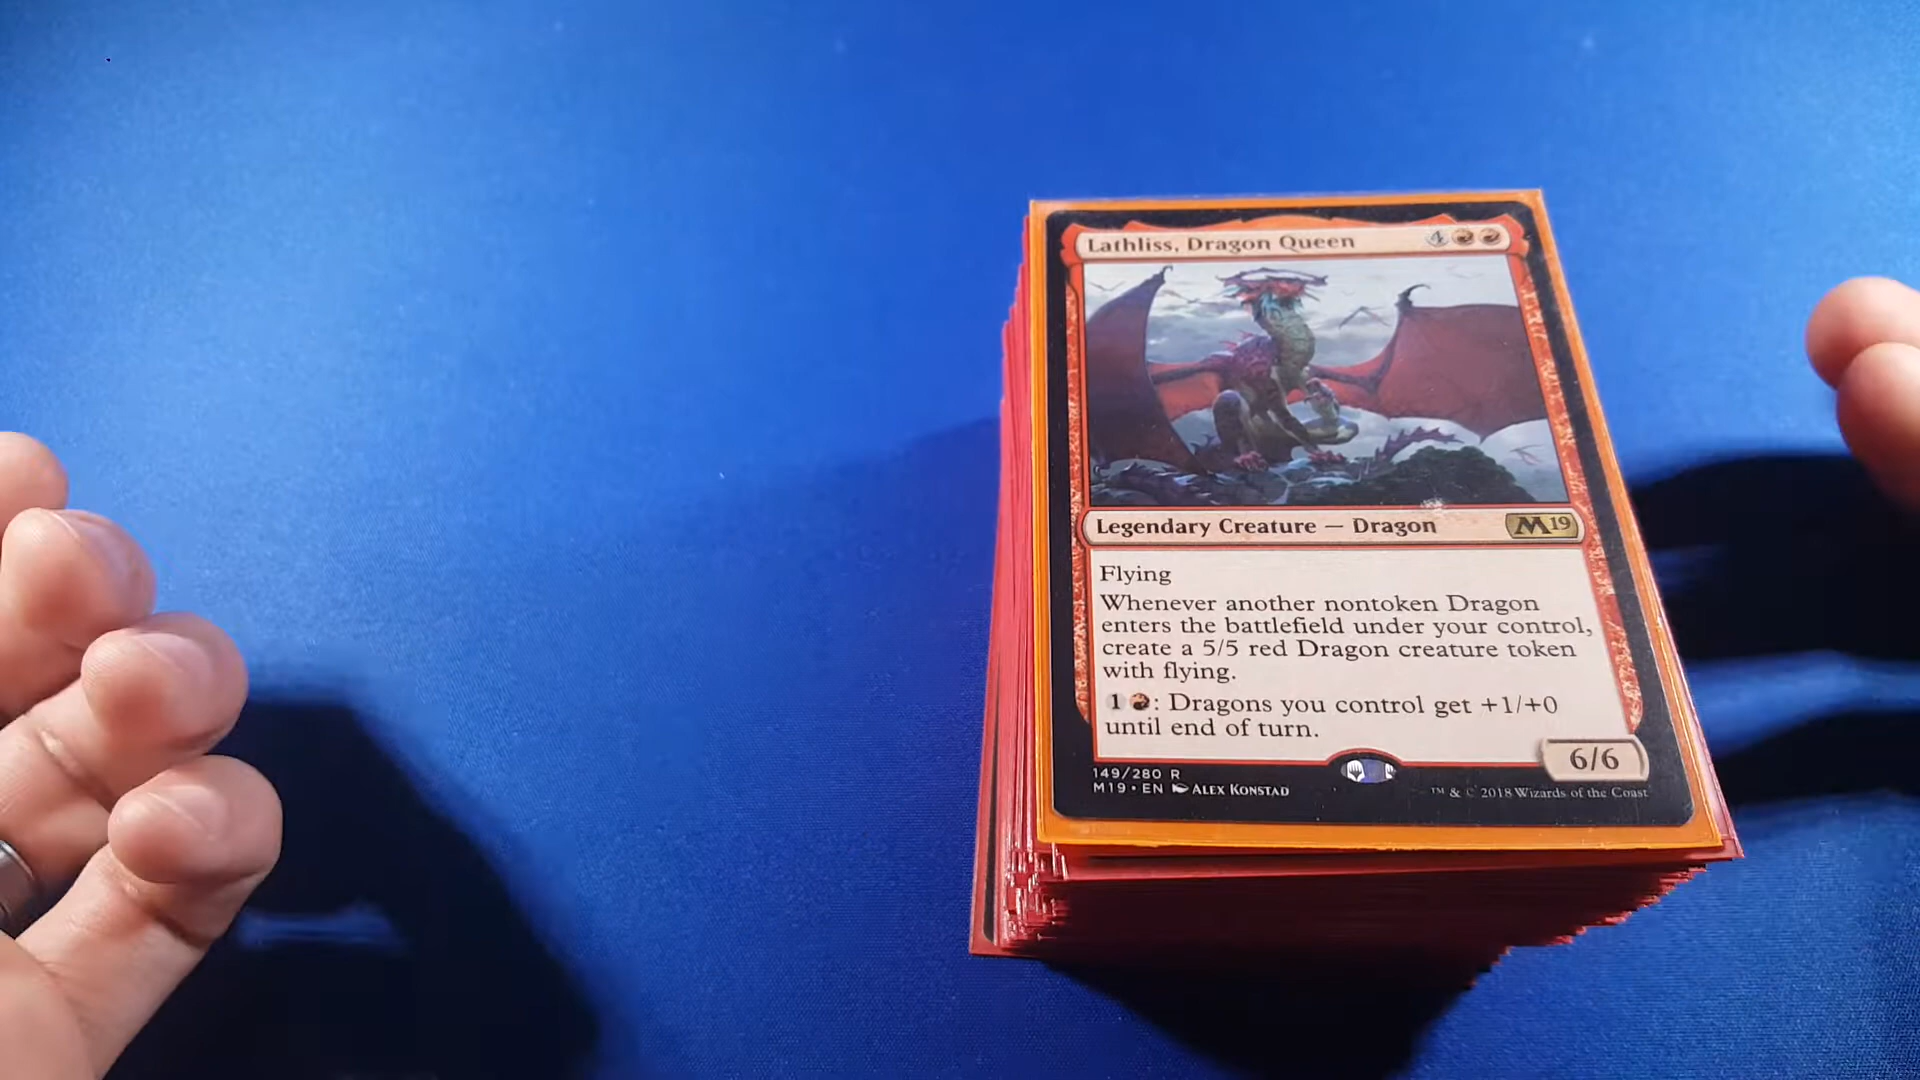 Lathliss, Dragon Queen 4
Legendary Creature — Dragon M19
Flying
Whenever another nontoken Dragon
enters the battlefield under your control,
create a 5/5 red Dragon creature token
with flying.
1 : Dragons you control get +1/+0
until end of turn.
6/6
149/280 R
M19 • EN ALEX KONSTAD
™ & © 2018 Wizards of the Coast